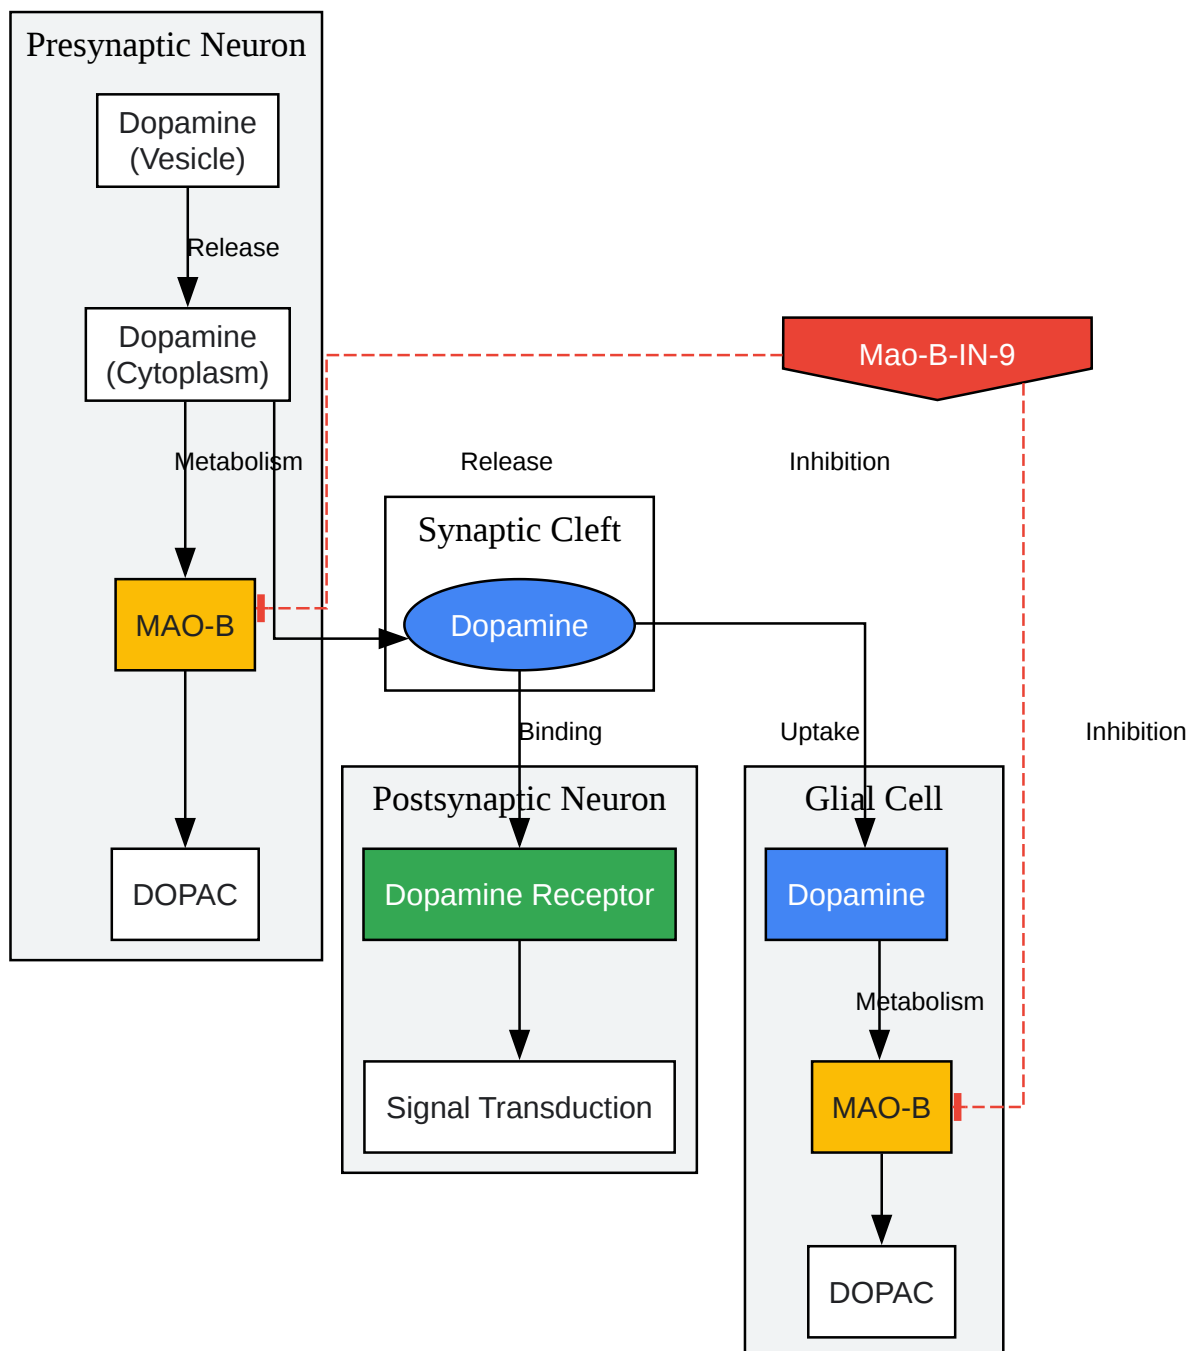 Presynaptic Neuron
Dopamine
(Vesicle)
Release
Dopamine
(Cytoplasm)
Mao-B-IN-9
Metabolism
Release
Inhibition
Synaptic Cleft
MAO-B
Dopamine
Binding
Uptake
Inhibition
Postsynaptic Neuron
Glial Cell
DOPAC
Dopamine Receptor
Dopamine
Metabolism
Signal Transduction
MAO-B
DOPAC